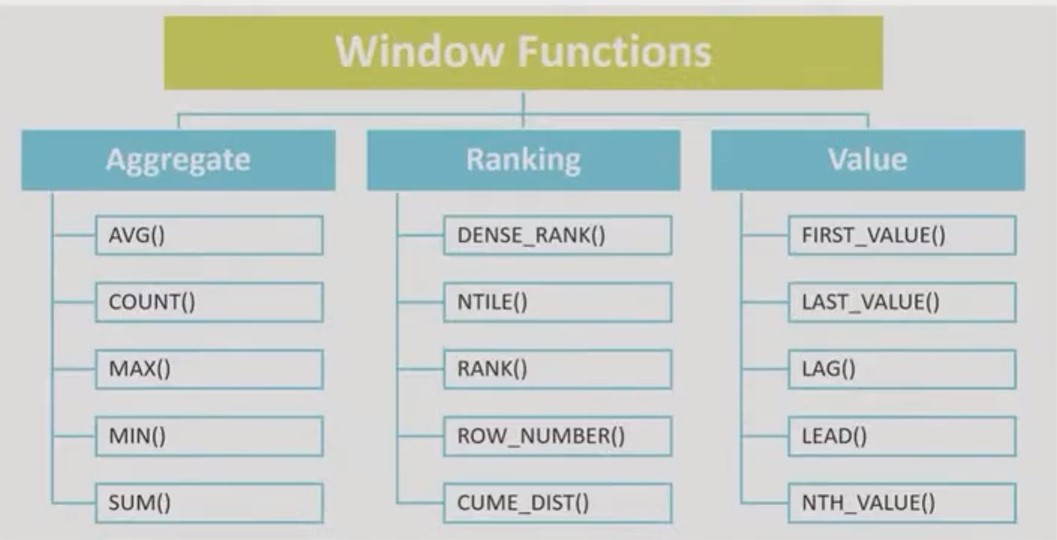 Window Functions
Aggregate
AVG()
COUNT()
MAX()
MIN()
SUM()
Ranking
DENSE_RANK()
NTILE()
RANK()
ROW_NUMBER()
CUME_DIST()
Value
FIRST_VALUE()
LAST_VALUE()
LAG()
LEAD()
NTH_VALUE()